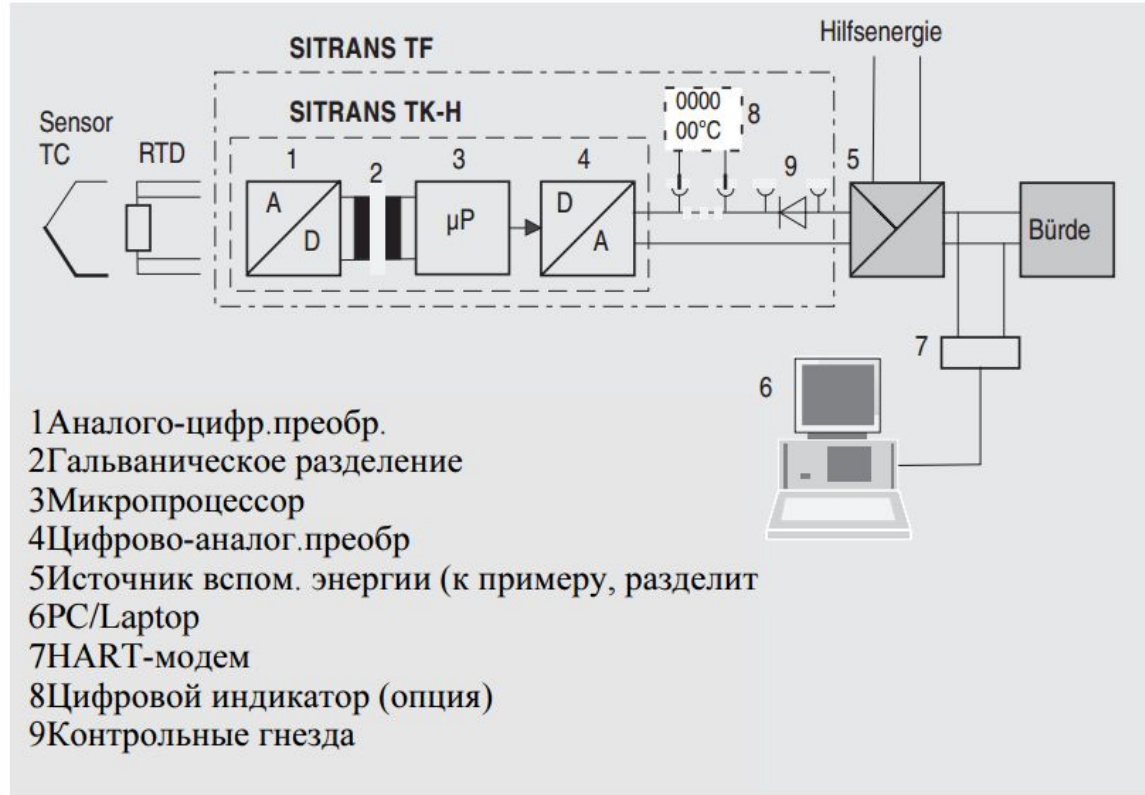 SITRANS TF
Hilfsenergie
SITRANS TK-H
0000
00°C
8
Sensor
TC
RTD
1
2
3
4
9
5
A
D
µP
D
A
Bürde
7
6
1Аналого-цифр.преобр.
2Гальваническое разделение
3Микропроцессор
4Цифрово-аналог.преобр
5Источник вспом. энергии (к примеру, разделит
6PC/Laptop
7HART-модем
8Цифровой индикатор (опция)
9Контрольные гнезда